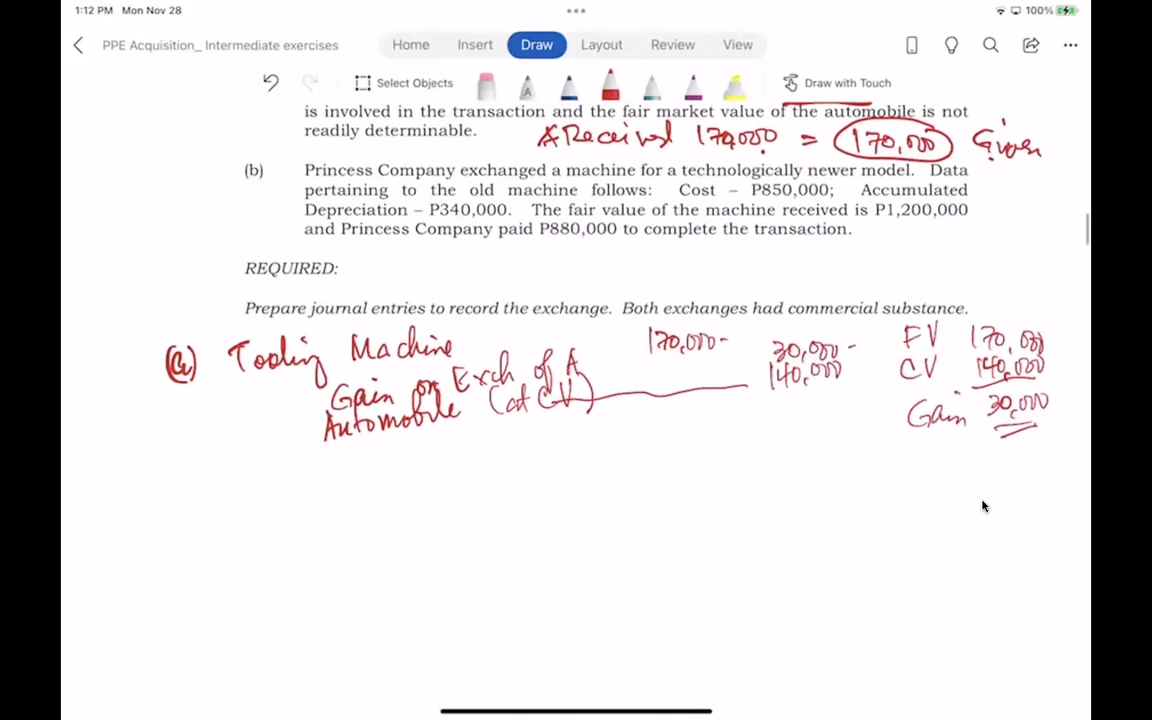 1:12 PM Mon Nov 28
100%
PPE Acquisition_ Intermediate exercises
Home Insert Draw Layout Review View
Select Objects
A
Draw with Touch
is involved in the transaction and the fair market value of the automobile is not
readily determinable.
A Received 170,000 = 170,000 Given
(b) Princess Company exchanged a machine for a technologically newer model. Data
pertaining to the old machine follows: Cost – P850,000; Accumulated
Depreciation – P340,000. The fair value of the machine received is P1,200,000
and Princess Company paid P880,000 to complete the transaction.
REQUIRED:
Prepare journal entries to record the exchange. Both exchanges had commercial substance.
(a) Tooling Machine 170,000-
Gain on Exch of A 30,000 -
Automobile (at CV) 140,000
FV 170,000
CV 140,000
Gain 30,000